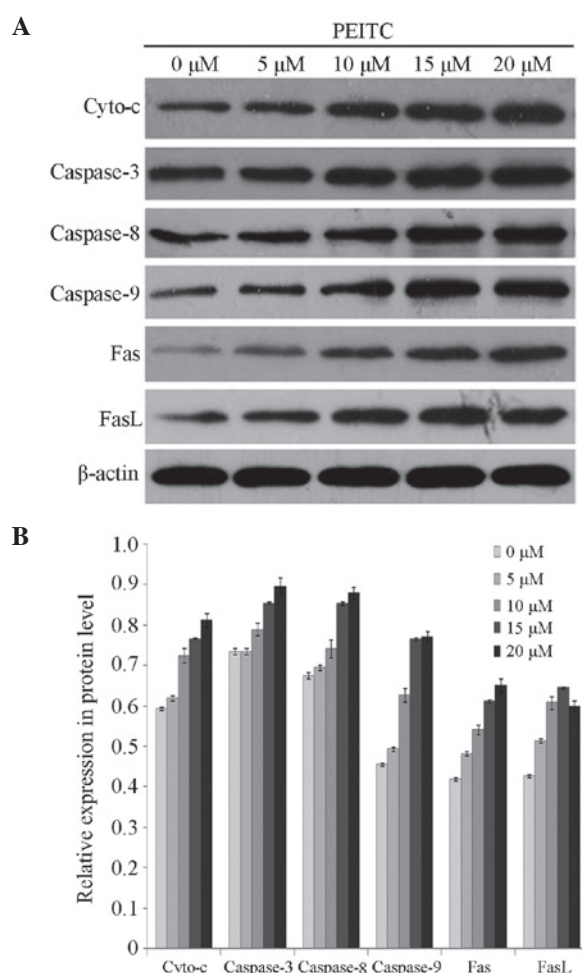 A
PEITC
0 μM 5 μM 10 μM 15 μM 20 μM
Cyto-c
Caspase-3
Caspase-8
Caspase-9
Fas
FasL
β-actin
B
Relative expression in protein level
1.0
0.9
0.8
0.7
0.6
0.5
0.4
0.3
0.2
0.1
0
0 μM
5 μM
10 μM
15 μM
20 μM
Cyto-c Caspase-3 Caspase-8 Caspase-9 Fas FasL